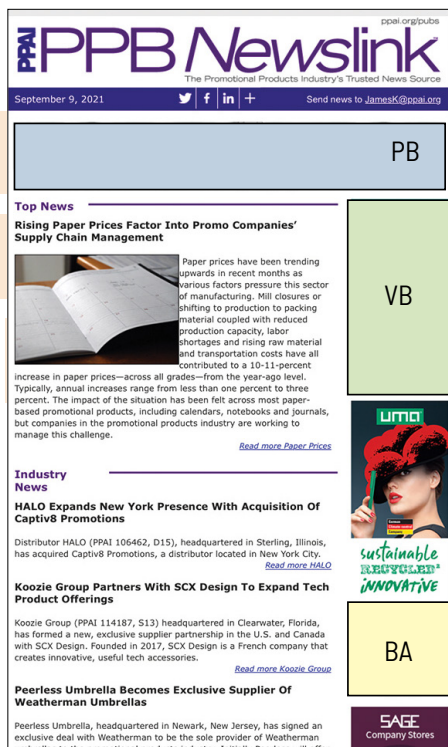 ppai.org/pubs
PPAI PPB Newslink
The Promotional Products Industry's Trusted News Source
September 9, 2021
f in +
Send news to JamesK@ppai.org
PB
Top News
Rising Paper Prices Factor Into Promo Companies'
Supply Chain Management
Paper prices have been trending
upwards in recent months as
various factors pressure this sector
of manufacturing. Mill closures or
shifting to production to packing
material coupled with reduced
production capacity, labor
shortages and rising raw material
and transportation costs have all
contributed to a 10-11-percent
increase in paper prices—across all grades—from the year-ago level.
Typically, annual increases range from less than one percent to three
percent. The impact of the situation has been felt across most paper-
based promotional products, including calendars, notebooks and journals,
but companies in the promotional products industry are working to
manage this challenge.
Read more Paper Prices
Industry
News
HALO Expands New York Presence With Acquisition Of
Captiv8 Promotions
Distributor HALO (PPAI 106462, D15), headquartered in Sterling, Illinois,
has acquired Captiv8 Promotions, a distributor located in New York City.
Read more HALO
Koozie Group Partners With SCX Design To Expand Tech
Product Offerings
Koozie Group (PPAI 114187, S13) headquartered in Clearwater, Florida,
has formed a new, exclusive supplier partnership in the U.S. and Canada
with SCX Design. Founded in 2017, SCX Design is a French company that
creates innovative, useful tech accessories.
Read more Koozie Group
Peerless Umbrella Becomes Exclusive Supplier Of
Weatherman Umbrellas
Peerless Umbrella, headquartered in Newark, New Jersey, has signed an
exclusive deal with Weatherman to be the sole provider of Weatherman
VB
uma
sustainable
RECYCLED
iNNOVATiVE
BA
SAGE
Company Stores